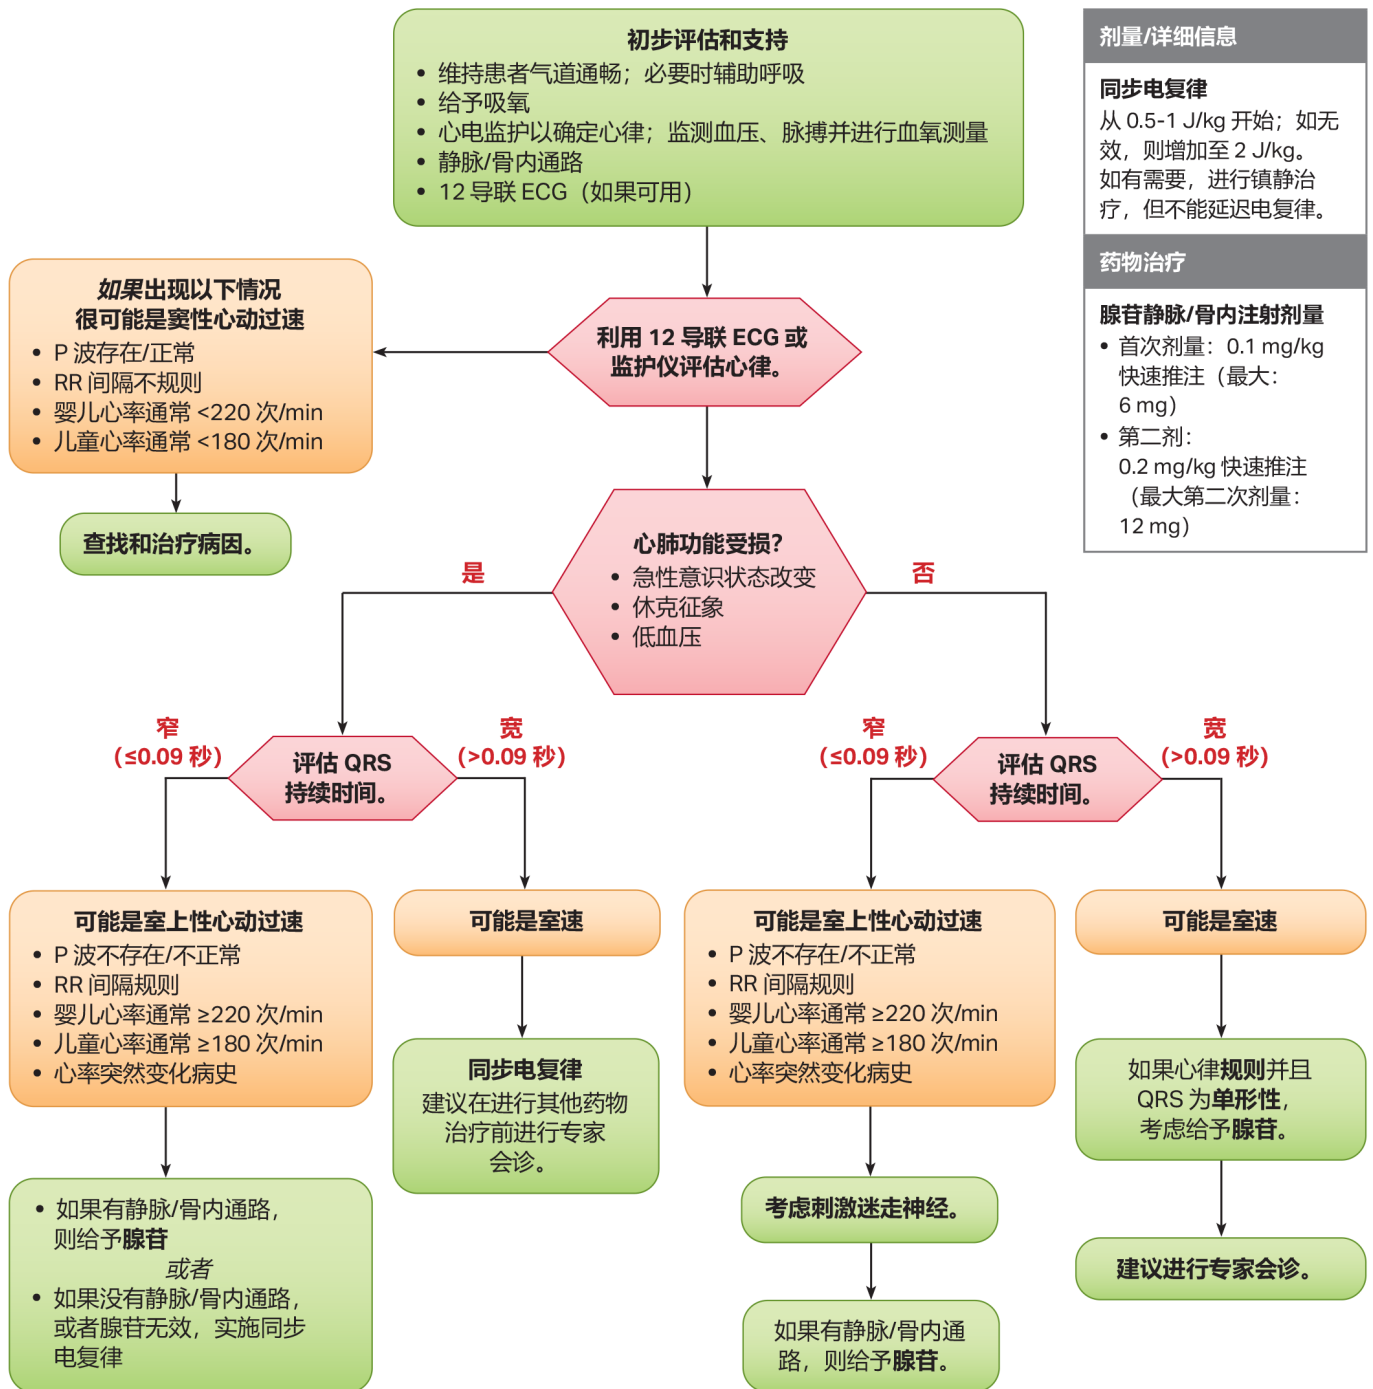 初步评估和支持
• 维持患者气道通畅；必要时辅助呼吸
• 给予吸氧
• 心电监护以确定心律；监测血压、脉搏并进行血氧测量
• 静脉/骨内通路
• 12 导联 ECG（如果可用）
剂量/详细信息
同步电复律
从 0.5-1 J/kg 开始；如无
效，则增加至 2 J/kg。
如有需要，进行镇静治
疗，但不能延迟电复律。
药物治疗
腺苷静脉/骨内注射剂量
• 首次剂量：0.1 mg/kg
快速推注（最大：
6 mg）
• 第二剂：
0.2 mg/kg 快速推注
（最大第二次剂量：
12 mg）
利用 12 导联 ECG 或
监护仪评估心律。
如果出现以下情况
很可能是窦性心动过速
• P 波存在/正常
• RR 间隔不规则
• 婴儿心率通常 <220 次/min
• 儿童心率通常 <180 次/min
查找和治疗病因。
心肺功能受损？
• 急性意识状态改变
• 休克征象
• 低血压
是
否
窄
（≤0.09 秒）
评估 QRS
持续时间。
宽
（>0.09 秒）
窄
（≤0.09 秒）
评估 QRS
持续时间。
宽
（>0.09 秒）
可能是室上性心动过速
• P 波不存在/不正常
• RR 间隔规则
• 婴儿心率通常 ≥220 次/min
• 儿童心率通常 ≥180 次/min
• 心率突然变化病史
• 如果有静脉/骨内通路，
则给予腺苷
或者
• 如果没有静脉/骨内通路，
或者腺苷无效，实施同步
电复律
可能是室速
同步电复律
建议在进行其他药物
治疗前进行专家
会诊。
可能是室上性心动过速
• P 波不存在/不正常
• RR 间隔规则
• 婴儿心率通常 ≥220 次/min
• 儿童心率通常 ≥180 次/min
• 心率突然变化病史
考虑刺激迷走神经。
如果有静脉/骨内通
路，则给予腺苷。
可能是室速
如果心律规则并且
QRS 为单形性，
考虑给予腺苷。
建议进行专家会诊。